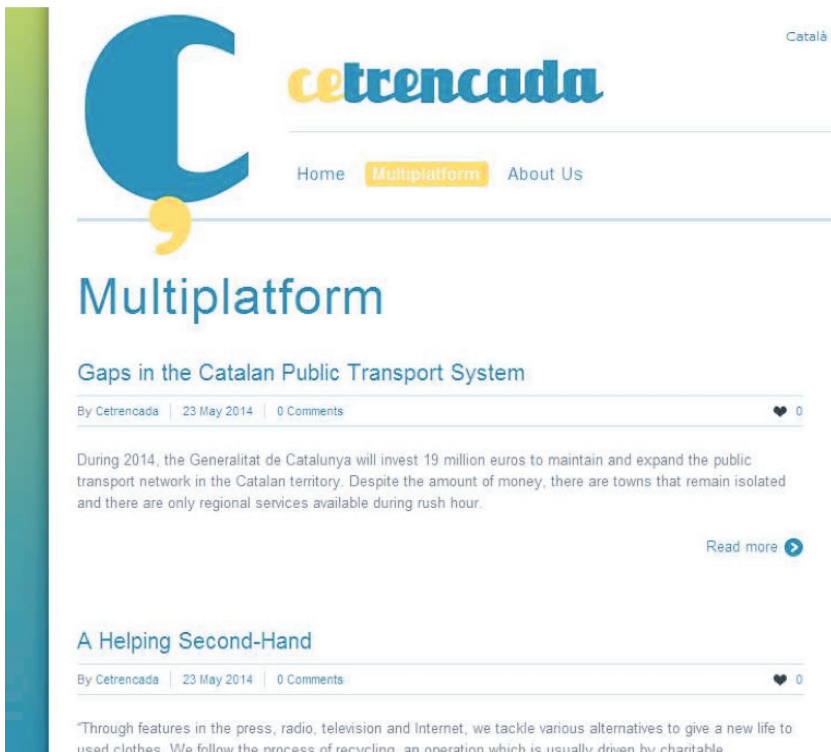 Català
cetrencada
Home Multiplatform About Us
Multiplatform
Gaps in the Catalan Public Transport System
By Cetrencada 23 May 2014 0 Comments 0
During 2014, the Generalitat de Catalunya will invest 19 million euros to maintain and expand the public
transport network in the Catalan territory. Despite the amount of money, there are towns that remain isolated
and there are only regional services available during rush hour.
Read more
A Helping Second-Hand
By Cetrencada 23 May 2014 0 Comments 0
"Through features in the press, radio, television and Internet, we tackle various alternatives to give a new life to
used clothes. We follow the process of recycling, an operation which is usually driven by charitable